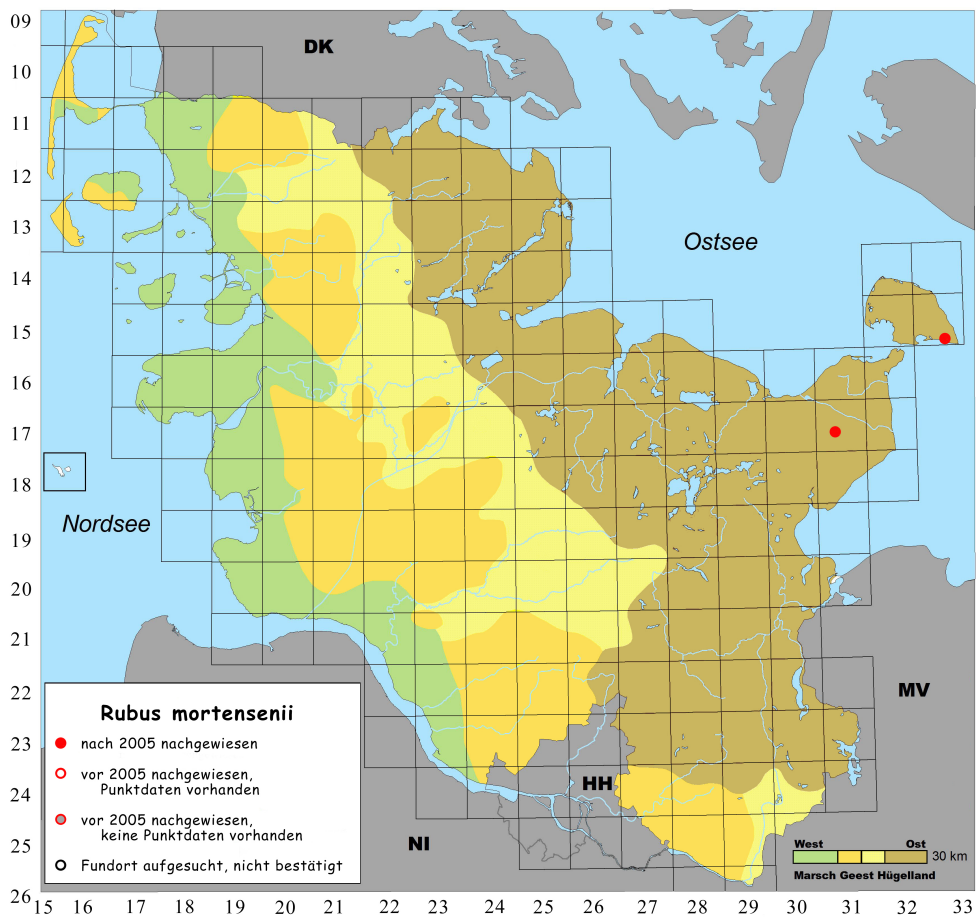 09
10
11
12
13
14
15
16
17
18
19
20
21
22
23
24
25
26
DK
Ostsee
Nordsee
MV
HH
NI
Rubus mortensenii
nach 2005 nachgewiesen
vor 2005 nachgewiesen,
Punktdaten vorhanden
vor 2005 nachgewiesen,
keine Punktdaten vorhanden
Fundort aufgesucht, nicht bestätigt
West Ost
30 km
Marsch Geest Hügelland
15 16 17 18 19 20 21 22 23 24 25 26 27 28 29 30 31 32 33